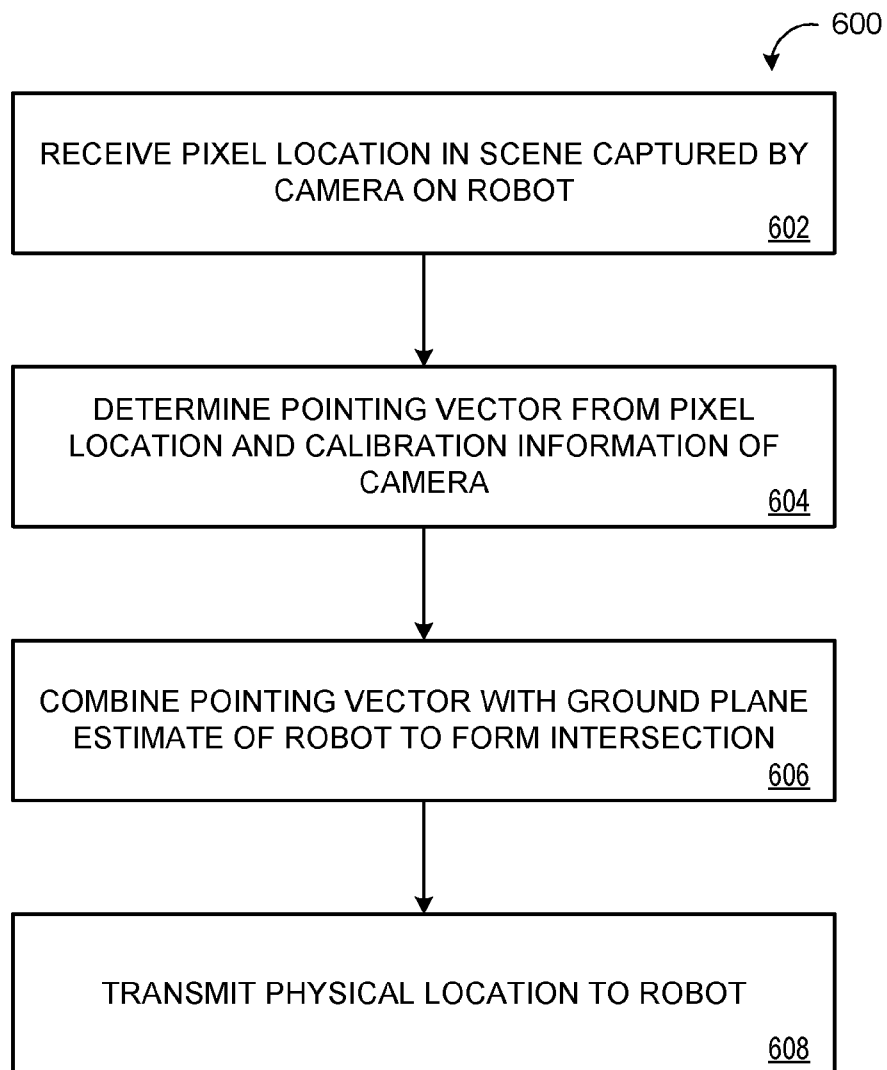 600
RECEIVE PIXEL LOCATION IN SCENE CAPTURED BY
CAMERA ON ROBOT
602
DETERMINE POINTING VECTOR FROM PIXEL
LOCATION AND CALIBRATION INFORMATION OF
CAMERA
604
COMBINE POINTING VECTOR WITH GROUND PLANE
ESTIMATE OF ROBOT TO FORM INTERSECTION
606
TRANSMIT PHYSICAL LOCATION TO ROBOT
608